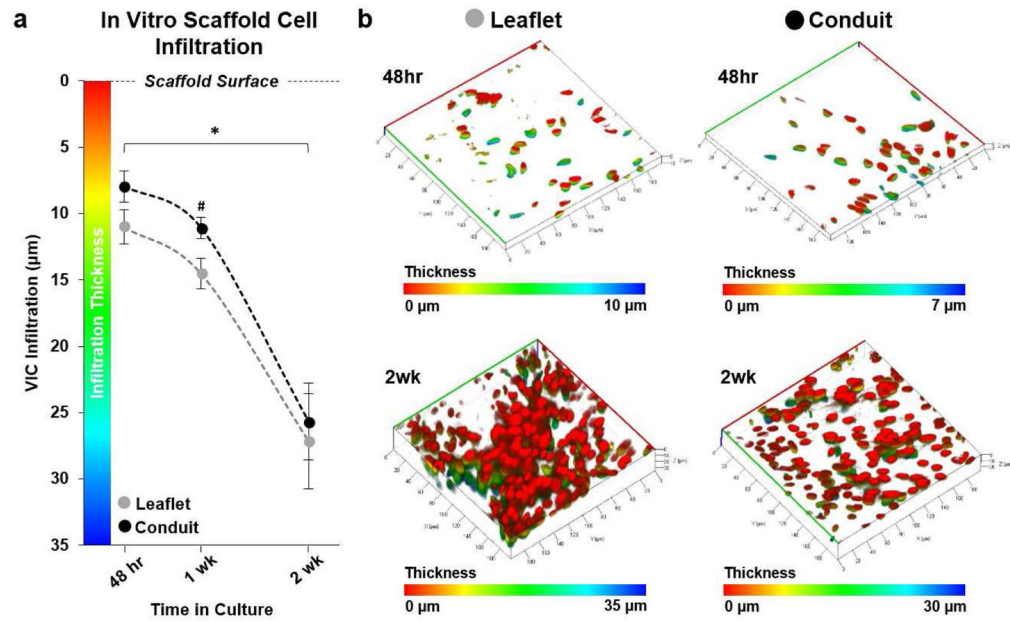 a
In Vitro Scaffold Cell
Infiltration
0
Scaffold Surface
5
10
15
20
25
30
35
VIC Infiltration (µm)
Infiltration Thickness
*
#
Leaflet
Conduit
48 hr
1 wk
2 wk
Time in Culture
b
Leaflet
Conduit
48hr
48hr
Thickness
0 µm
10 µm
Thickness
0 µm
7 µm
2wk
2wk
Thickness
0 µm
35 µm
Thickness
0 µm
30 µm